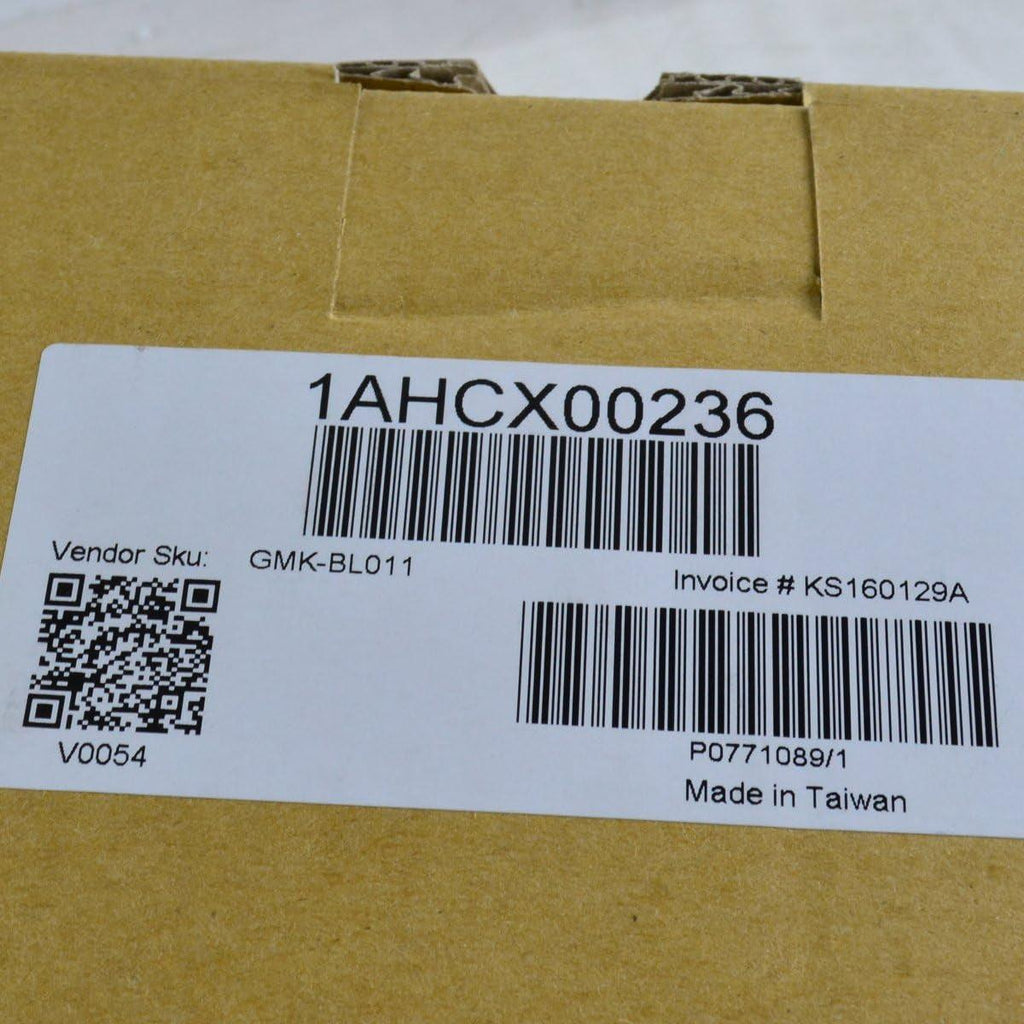 1AHCX00236
Vendor Sku: GMK-BL011
Invoice # KS160129A
V0054
P0771089/1
Made in Taiwan